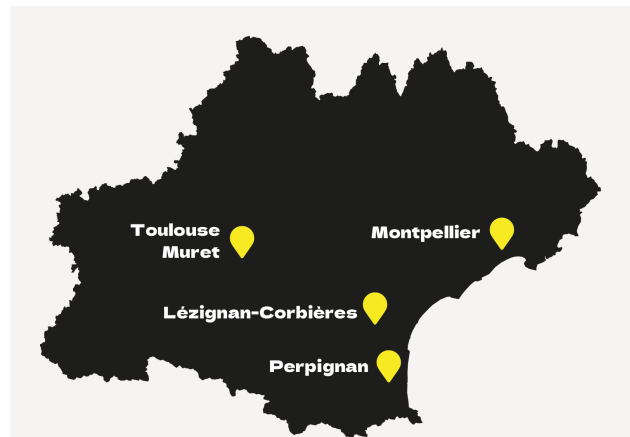 Toulouse
Muret
Montpellier
Lézignan-Corbières
Perpignan